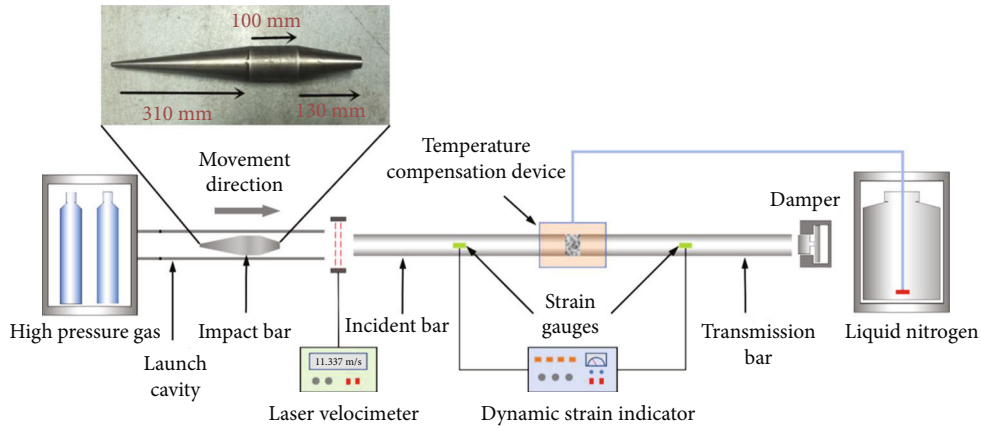 100 mm
310 mm
130 mm
Movement
direction
Temperature
compensation device
Damper
High pressure gas
Launch
cavity
Impact bar
Incident bar
Strain
gauges
Transmission
bar
Liquid nitrogen
11.337 m/s
Laser velocimeter
Dynamic strain indicator